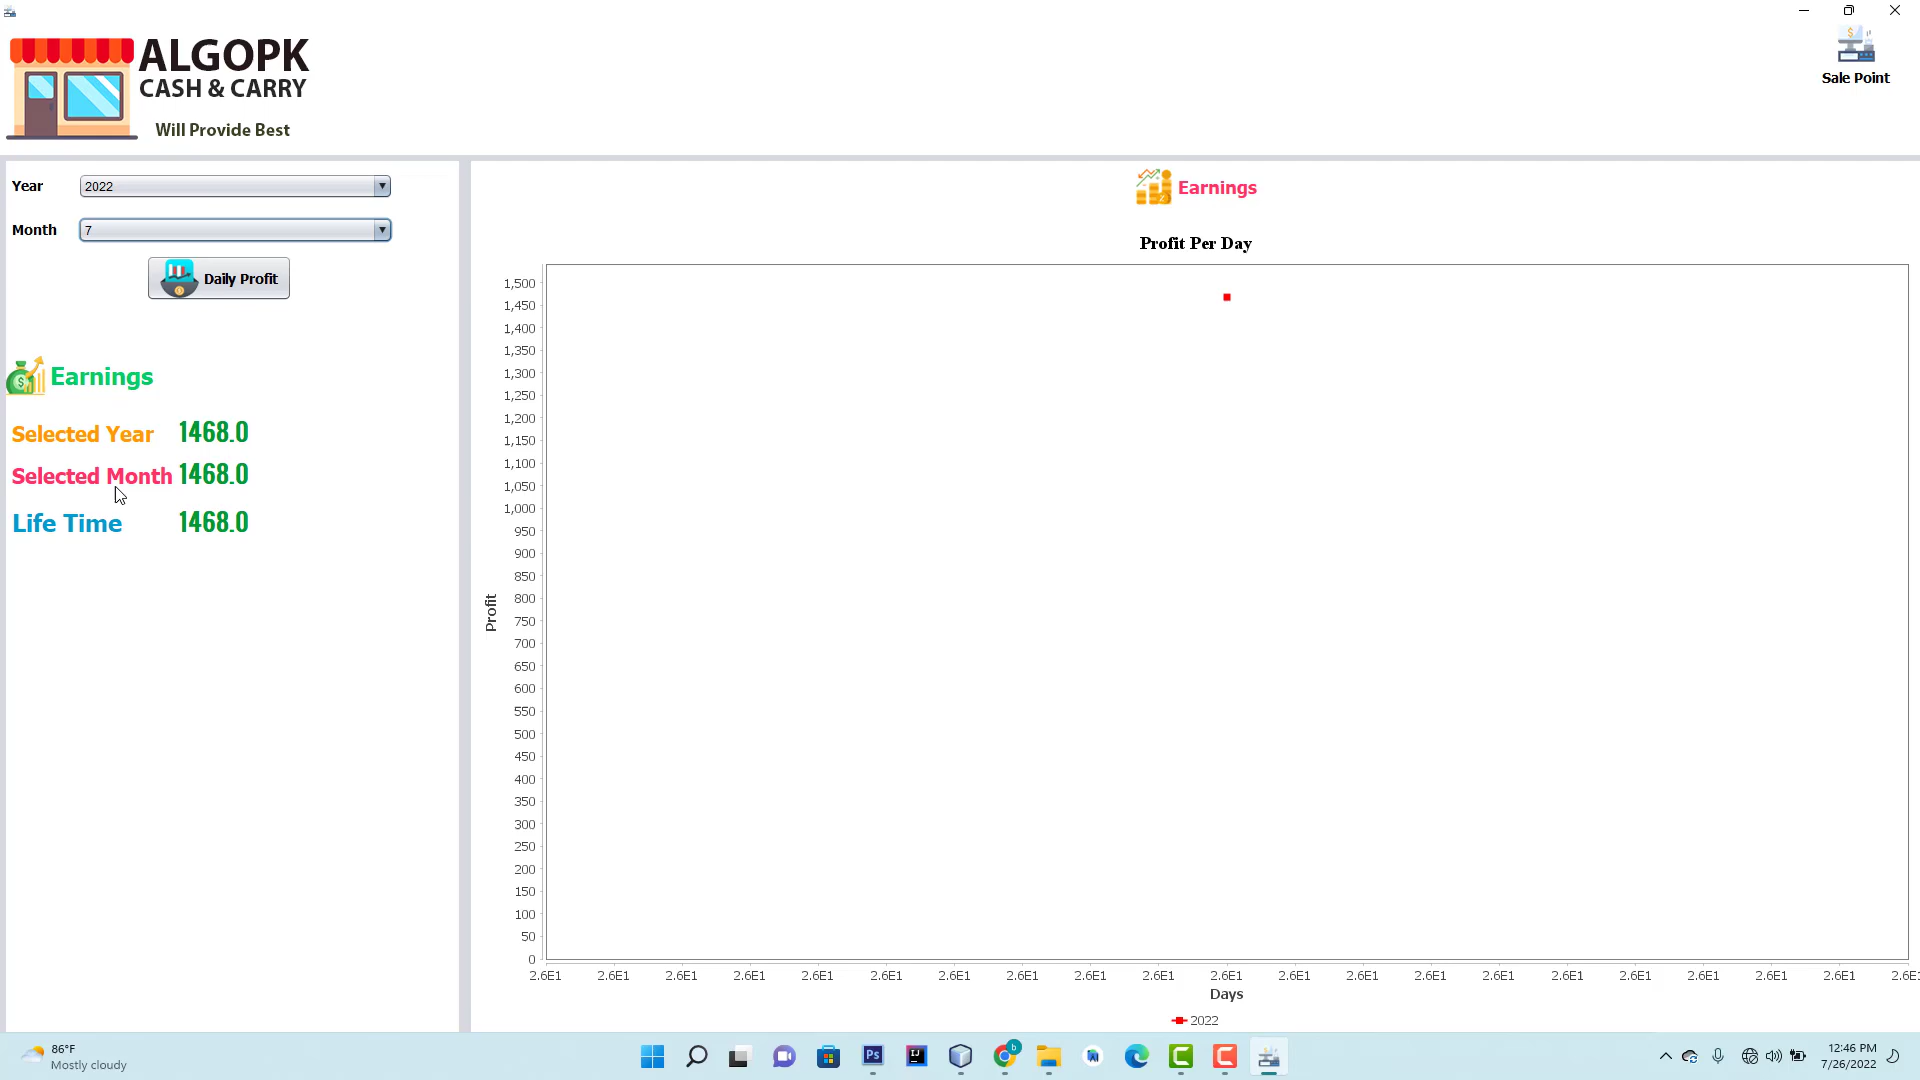 ALGOPK
CASH & CARRY
Will Provide Best
Sale Point
Year 2022
Month 7
Daily Profit
Earnings
Selected Year 1468.0
Selected Month 1468.0
Life Time 1468.0
Earnings
Profit Per Day
1,500
1,450
1,400
1,350
1,300
1,250
1,200
1,150
1,100
1,050
1,000
950
900
850
800
750
700
650
600
550
500
450
400
350
300
250
200
150
100
50
0
Profit
2.6E1 2.6E1 2.6E1 2.6E1 2.6E1 2.6E1 2.6E1 2.6E1 2.6E1 2.6E1 2.6E1 2.6E1 2.6E1 2.6E1 2.6E1 2.6E1 2.6E1 2.6E1 2.6E1 2.6E1 2.6E1
Days
2022
86°F
Mostly cloudy
Ps
IJ
b
12:46 PM
7/26/2022